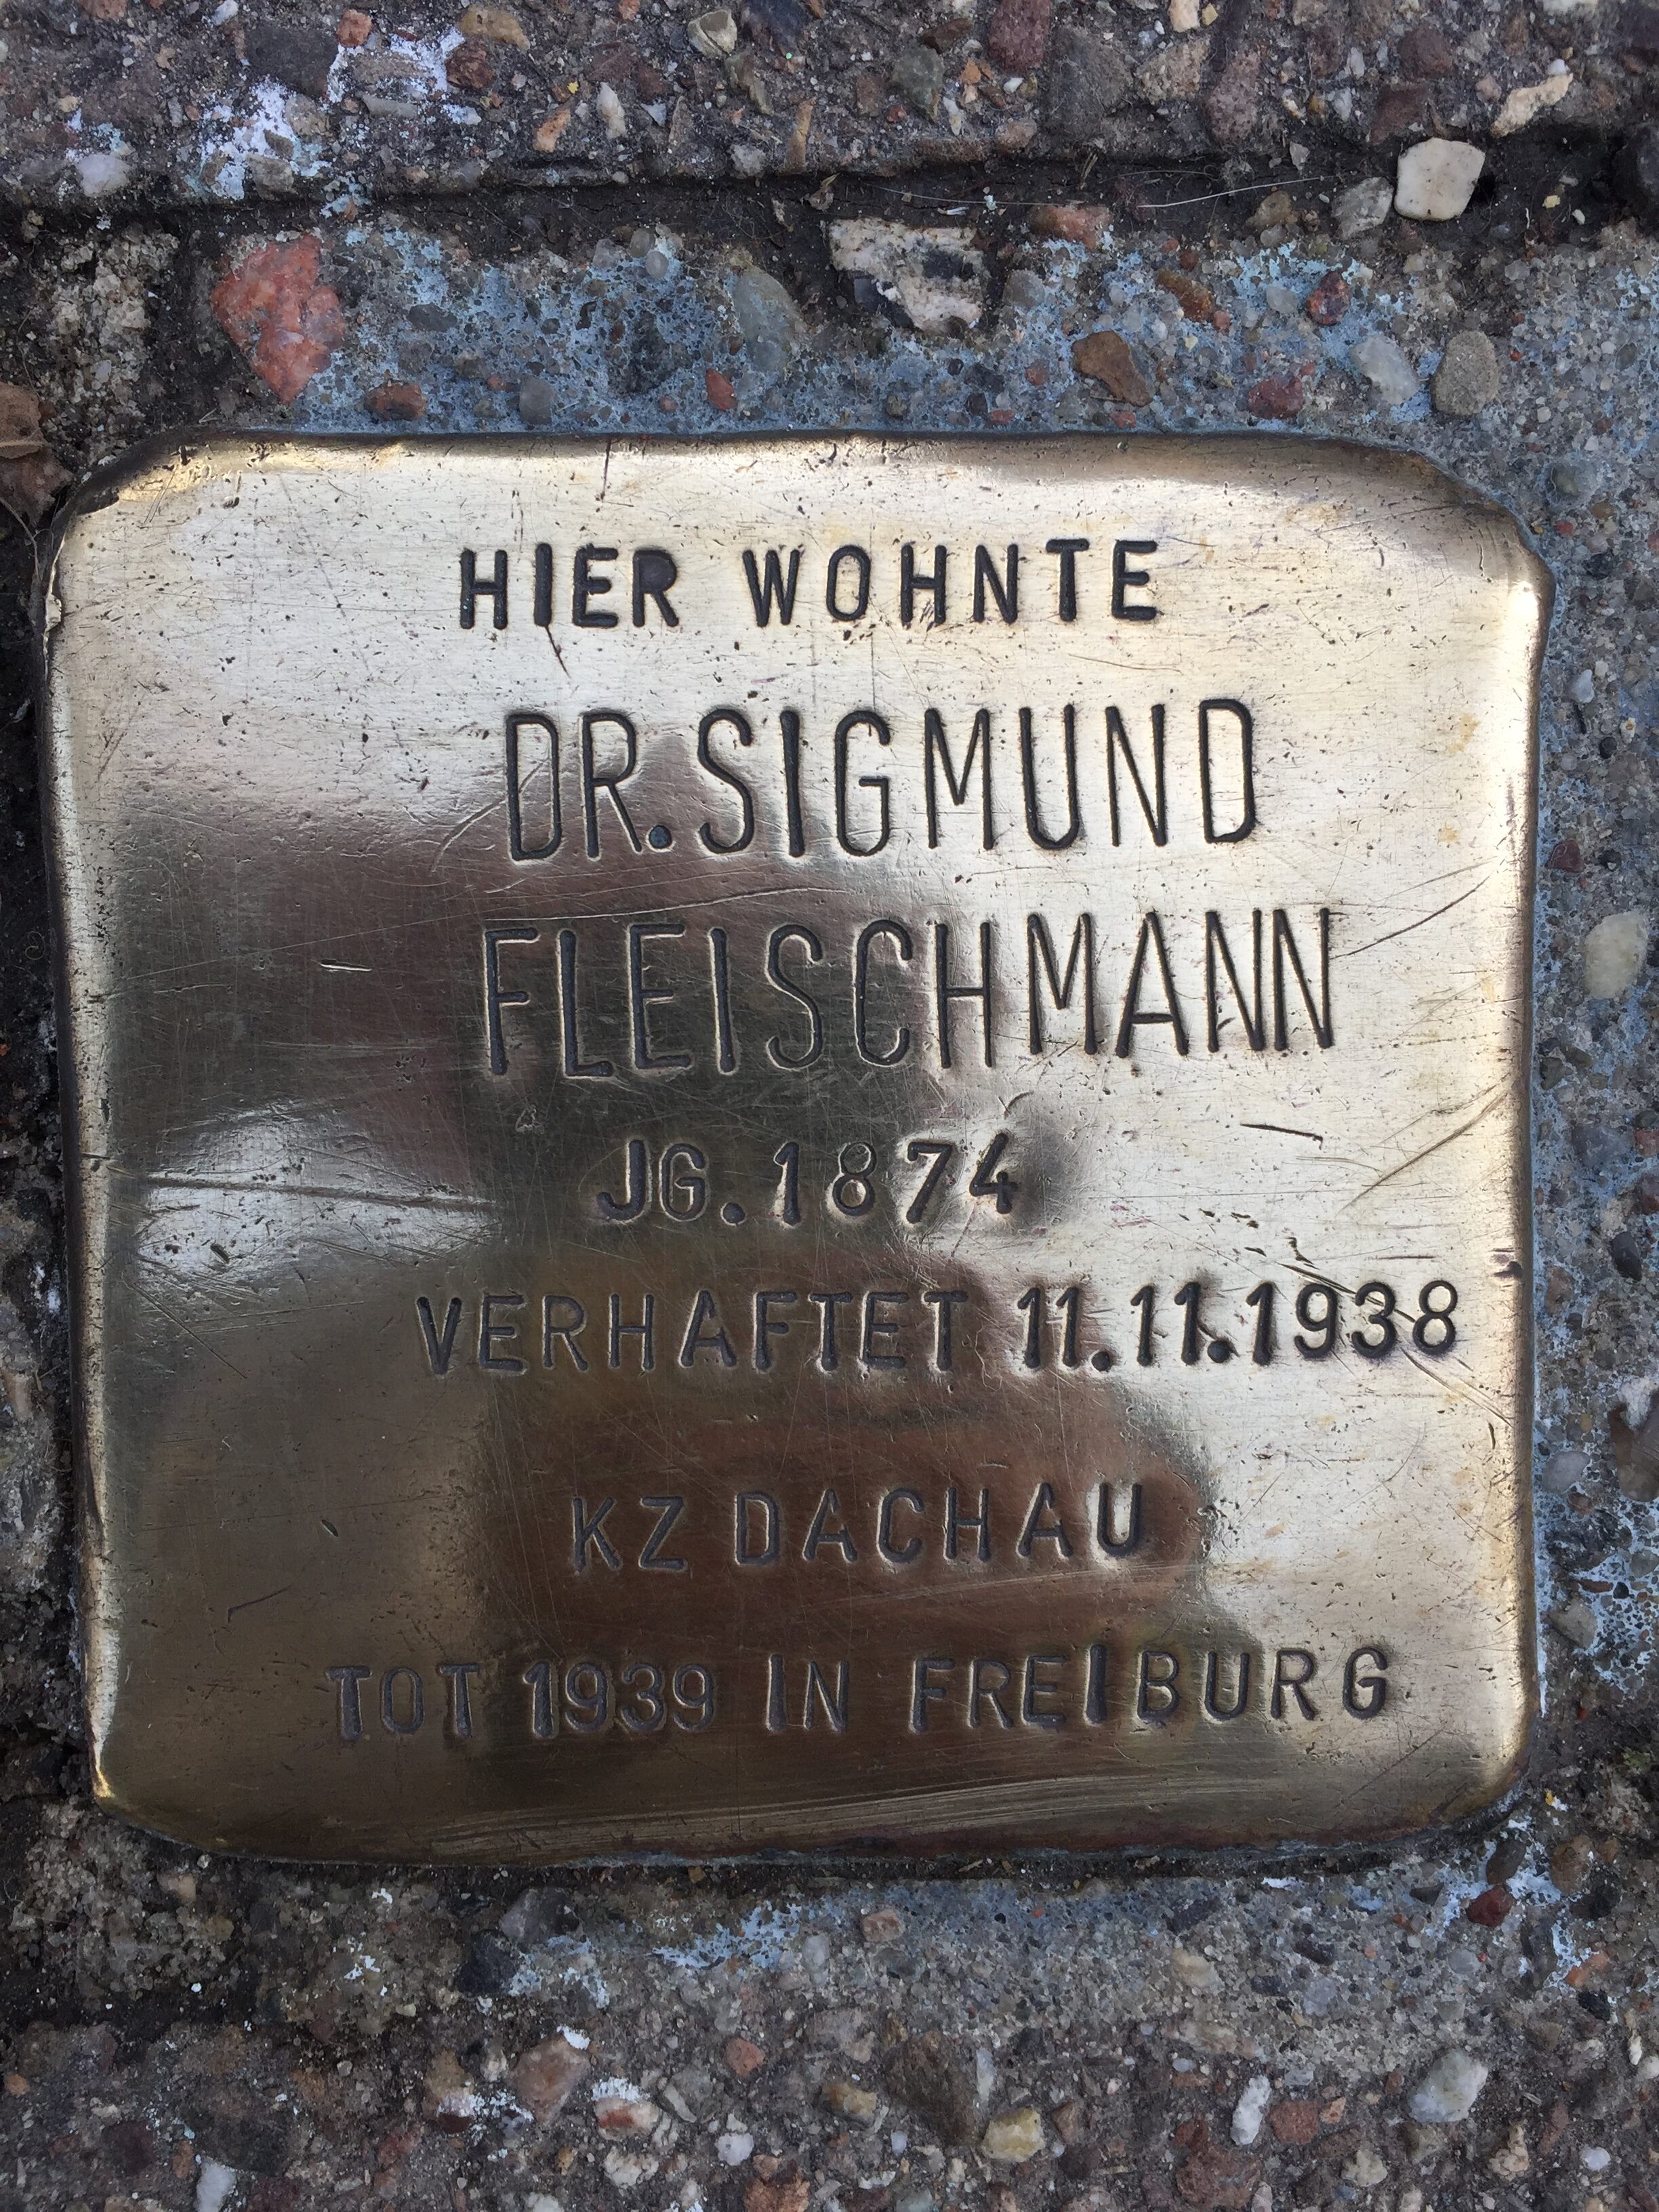 HIER WOHNTE
DR. SIGMUND
FLEISCHMANN
JG. 1874
VERHAFTET 11.11.1938
KZ DACHAU
TOT 1939 IN FREIBURG